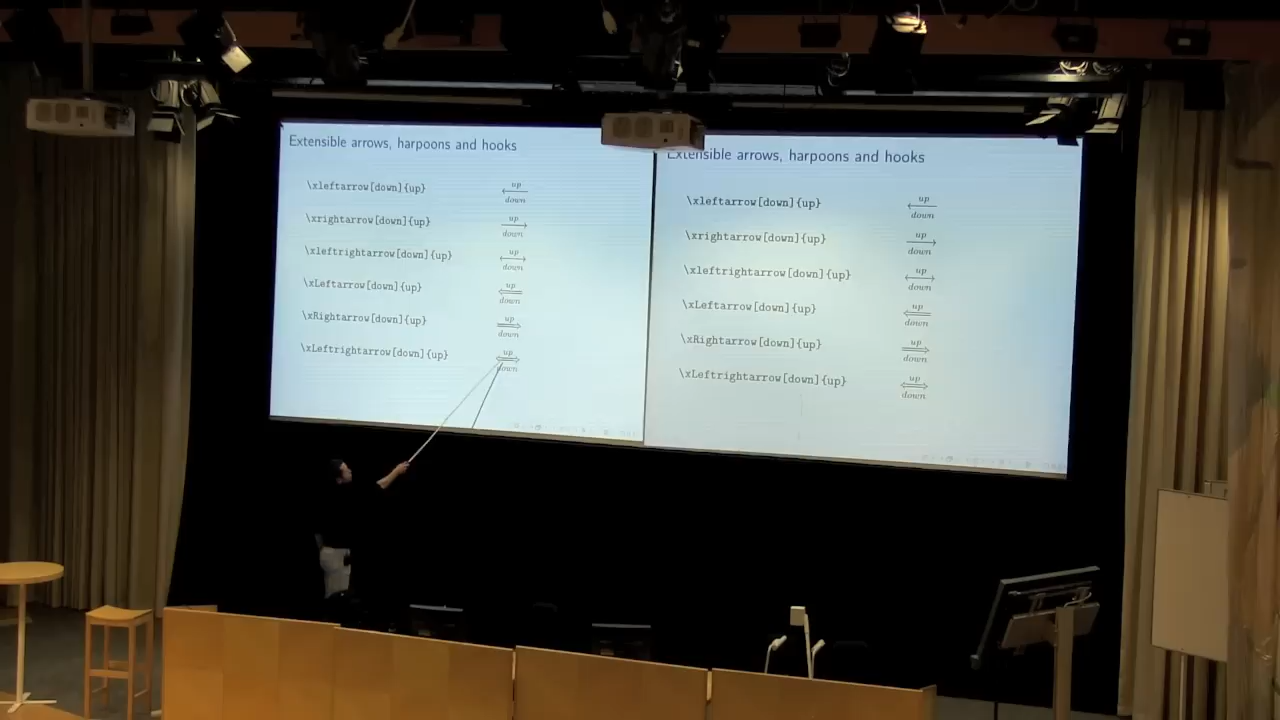 Extensible arrows, harpoons and hooks
\xleftarrow[down]{up} up down
\xrightarrow[down]{up} up down
\xleftrightarrow[down]{up} up down
\xLeftarrow[down]{up} up down
\xRightarrow[down]{up} up down
\xLeftrightarrow[down]{up} up down
Extensible arrows, harpoons and hooks
\xleftarrow[down]{up} up down
\xrightarrow[down]{up} up down
\xleftrightarrow[down]{up} up down
\xLeftarrow[down]{up} up down
\xRightarrow[down]{up} up down
\xLeftrightarrow[down]{up} up down